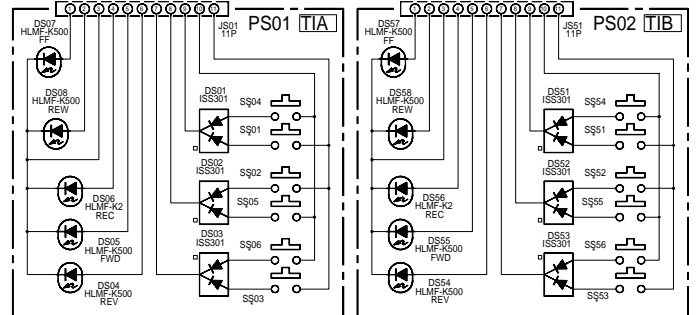 DS07
HLMF-K500
FF
JS01
11P
PS01 TIA
DS08
HLMF-K500
REW
DS01
ISS301
SS04
SS01
DS02
ISS301
SS02
SS05
DS06
HLMF-K2
REC
DS05
HLMF-K500
FWD
DS03
ISS301
SS06
DS04
HLMF-K500
REV
SS03
DS57
HLMF-K500
FF
JS51
11P
PS02 TIB
DS58
HLMF-K500
REW
DS51
ISS301
SS54
SS51
DS52
ISS301
SS52
SS55
DS56
HLMF-K2
REC
DS55
HLMF-K500
FWD
DS53
ISS301
SS56
DS54
HLMF-K500
REV
SS53